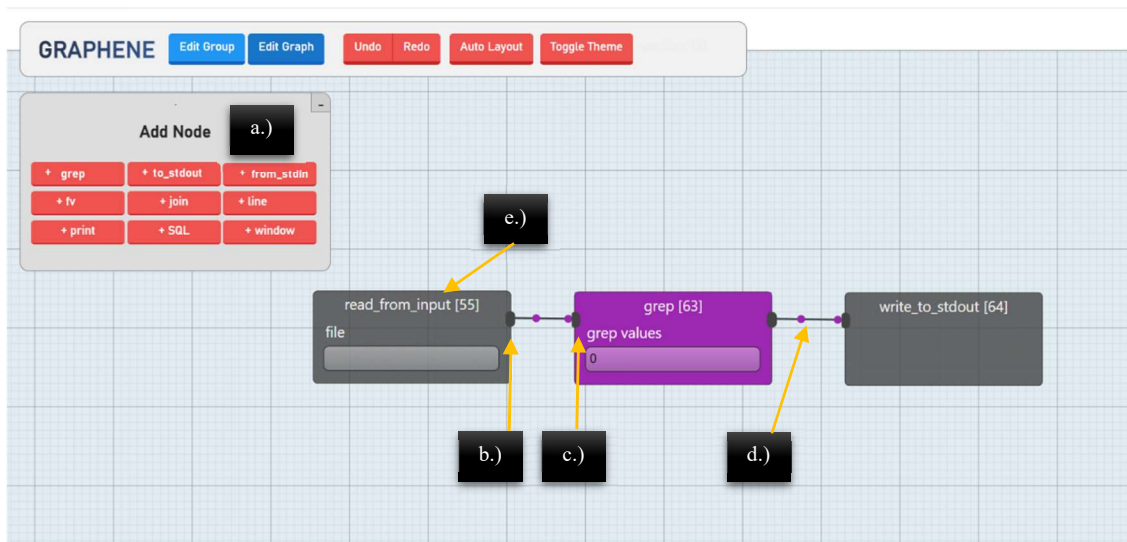 GRAPHENE Edit Group Edit Graph Undo Redo Auto Layout Toggle Theme
-
Add Node a.)
+ grep + to_stdout + from_stdin
+ fv + join + line
+ print + SQL + window
e.)
read_from_input [55] grep [63] write_to_stdout [64]
file grep values
0
b.) c.) d.)